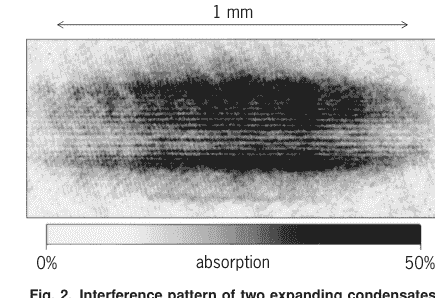 1 mm
0% absorption 50%
Fig. 2. Interference pattern of two expanding condensates